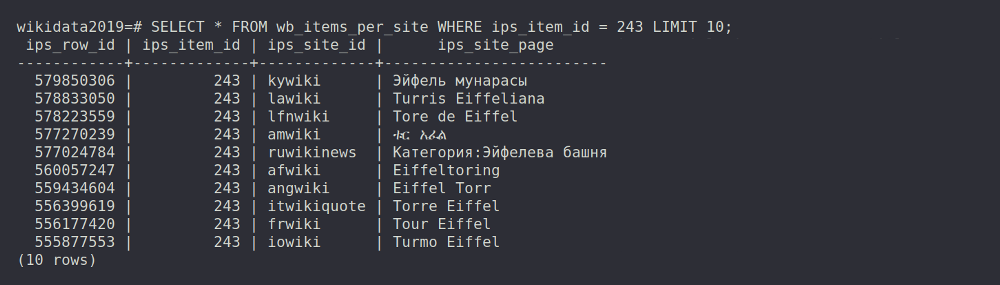 wikidata2019=# SELECT * FROM wb_items_per_site WHERE ips_item_id = 243 LIMIT 10;
 ips_row_id | ips_item_id | ips_site_id |      ips_site_page
------------+-------------+-------------+-------------------------
  579850306 |         243 | kywiki      | Эйфель мунарасы
  578833050 |         243 | lawiki      | Turris Eiffeliana
  578223559 |         243 | lfnwiki     | Tore de Eiffel
  577270239 |         243 | amwiki      | ቱር አፊል
  577024784 |         243 | ruwikinews  | Категория:Эйфелева башня
  560057247 |         243 | afwiki      | Eiffeltoring
  559434604 |         243 | angwiki     | Eiffel Torr
  556399619 |         243 | itwikiquote | Torre Eiffel
  556177420 |         243 | frwiki      | Tour Eiffel
  555877553 |         243 | iowiki      | Turmo Eiffel
(10 rows)